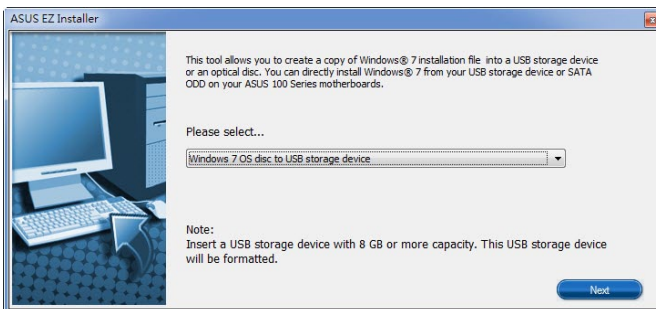 ASUS EZ Installer
This tool allows you to create a copy of Windows® 7 installation file into a USB storage device
or an optical disc. You can directly install Windows® 7 from your USB storage device or SATA
ODD on your ASUS 100 Series motherboards.
Please select...
Windows 7 OS disc to USB storage device
Note:
Insert a USB storage device with 8 GB or more capacity. This USB storage device
will be formatted.
Next